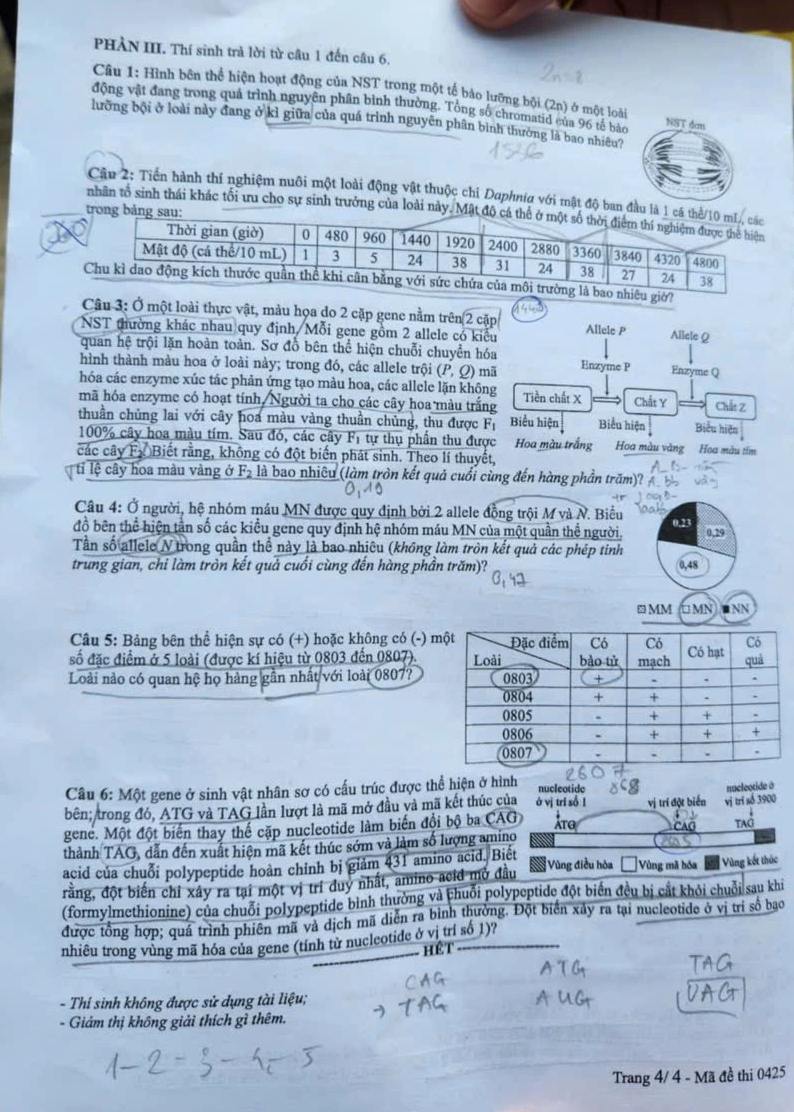 PHẦN III. Thí sinh trả lời từ câu 1 đến câu 6.
2n=8
Câu 1: Hình bên thể hiện hoạt động của NST trong một tế bào lưỡng bội (2n) ở một loài
động vật đang trong quá trình nguyên phân bình thường. Tổng số chromatid của 96 tế bào
lưỡng bội ở loài này đang ở kì giữa của quá trình nguyên phân bình thường là bao nhiêu?
NST đơn
1536
Câu 2: Tiến hành thí nghiệm nuôi một loài động vật thuộc chi Daphnia với mật độ ban đầu là 1 cá thể/10 mL, các
nhân tố sinh thái khác tối ưu cho sự sinh trưởng của loài này. Mật độ cá thể ở một số thời điểm thí nghiệm được thể hiện
trong bảng sau:
Thời gian (giờ) 0 480 960 1440 1920 2400 2880 3360 3840 4320 4800
Mật độ (cá thể/10 mL) 1 3 5 24 38 31 24 38 27 24 38
Chu kì dao động kích thước quần thể khi cân bằng với sức chứa của môi trường là bao nhiêu giờ?
1440
Câu 3: Ở một loài thực vật, màu hoa do 2 cặp gene nằm trên 2 cặp
NST thường khác nhau quy định. Mỗi gene gồm 2 allele có kiểu
quan hệ trội lặn hoàn toàn. Sơ đồ bên thể hiện chuỗi chuyển hóa
hình thành màu hoa ở loài này; trong đó, các allele trội (P, Q) mã
hóa các enzyme xúc tác phản ứng tạo màu hoa, các allele lặn không
mã hóa enzyme có hoạt tính. Người ta cho các cây hoa màu trắng
thuần chủng lai với cây hoa màu vàng thuần chủng, thu được F1
100% cây hoa màu tím. Sau đó, các cây F1 tự thụ phấn thu được
các cây F2. Biết rằng, không có đột biến phát sinh. Theo lí thuyết,
tỉ lệ cây hoa màu vàng ở F2 là bao nhiêu (làm tròn kết quả cuối cùng đến hàng phần trăm)?
Allele P Allele Q
Enzyme P Enzyme Q
Tiền chất X Chất Y Chất Z
Biểu hiện Biểu hiện Biểu hiện
Hoa màu trắng Hoa màu vàng Hoa màu tím
A_B- tím
A_bb vàng
0,19
Câu 4: Ở người, hệ nhóm máu MN được quy định bởi 2 allele đồng trội M và N. Biểu
đồ bên thể hiện tần số các kiểu gene quy định hệ nhóm máu MN của một quần thể người.
Tần số allele N trong quần thể này là bao nhiêu (không làm tròn kết quả các phép tính
trung gian, chỉ làm tròn kết quả cuối cùng đến hàng phần trăm)?
0,23
0,29
0,48
MM MN NN
0,47
Câu 5: Bảng bên thể hiện sự có (+) hoặc không có (-) một
số đặc điểm ở 5 loài (được kí hiệu từ 0803 đến 0807).
Loài nào có quan hệ họ hàng gần nhất với loài 0807?
Đặc điểm Có Có Có hạt Có
Loài bào tử mạch quả
0803 + - - -
0804 + + - -
0805 - + + -
0806 - + + +
0807 - - - -
2607
868
Câu 6: Một gene ở sinh vật nhân sơ có cấu trúc được thể hiện ở hình
bên; trong đó, ATG và TAG lần lượt là mã mở đầu và mã kết thúc của
gene. Một đột biến thay thế cặp nucleotide làm biến đổi bộ ba CAG
thành TAG, dẫn đến xuất hiện mã kết thúc sớm và làm số lượng amino
acid của chuỗi polypeptide hoàn chỉnh bị giảm 431 amino acid. Biết
rằng, đột biến chỉ xảy ra tại một vị trí duy nhất, amino acid mở đầu
(formylmethionine) của chuỗi polypeptide bình thường và chuỗi polypeptide đột biến đều bị cắt khỏi chuỗi sau khi
được tổng hợp; quá trình phiên mã và dịch mã diễn ra bình thường. Đột biến xảy ra tại nucleotide ở vị trí số bao
nhiêu trong vùng mã hóa của gene (tính từ nucleotide ở vị trí số 1)?
nucleotide nucleotide ở
ở vị trí số 1 vị trí đột biến vị trí số 3900
ATG CAG TAG
2605
Vùng điều hòa Vùng mã hóa Vùng kết thúc
HẾT
CAG ATG TAG
→ TAG AUG UAG
- Thí sinh không được sử dụng tài liệu;
- Giám thị không giải thích gì thêm.
1-2-3-4-5
Trang 4/ 4 - Mã đề thi 0425